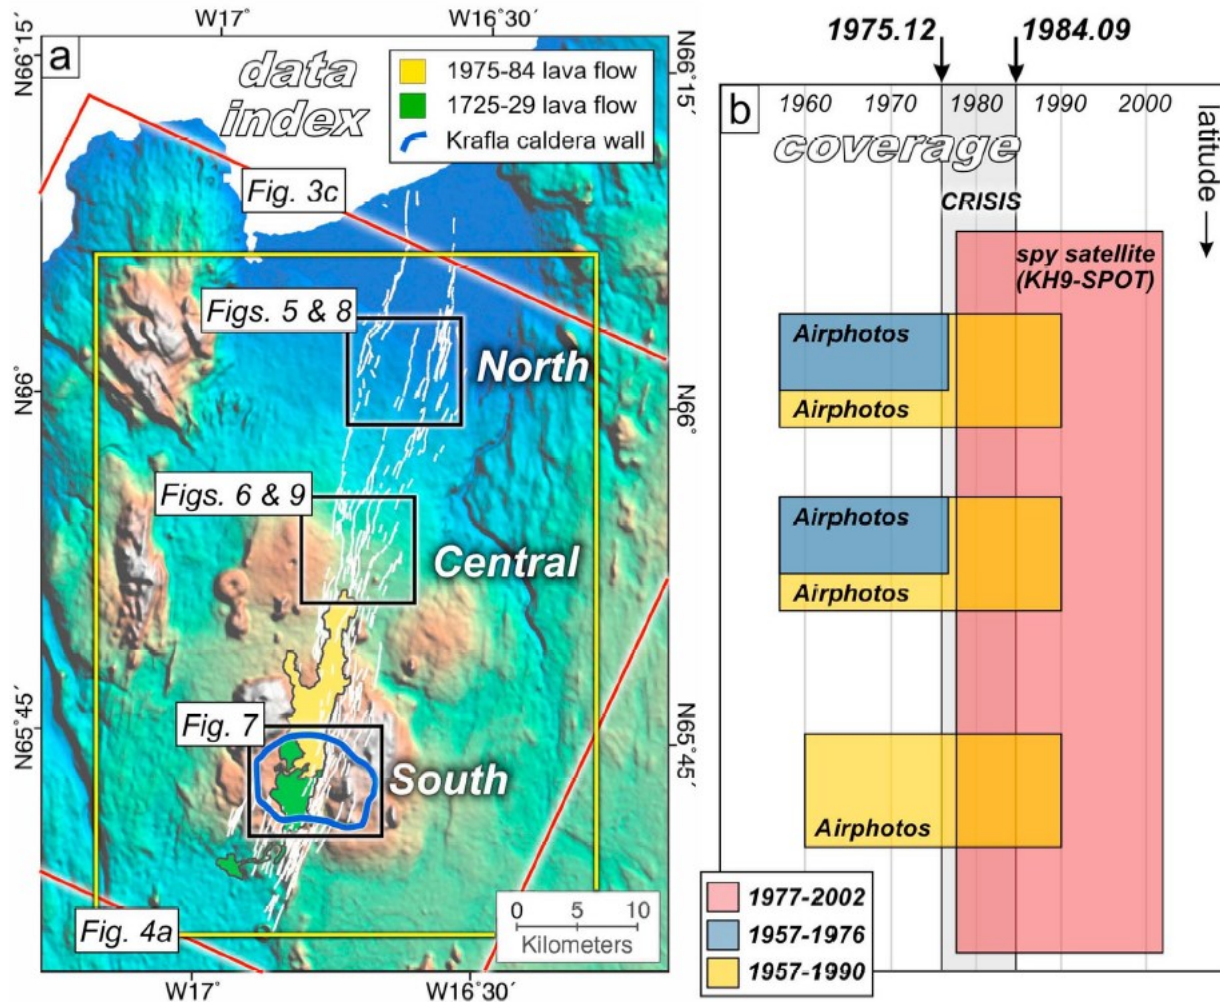 W17°
W16°30´
N66°15´
N66°15´
a
data
index
1975-84 lava flow
1725-29 lava flow
Krafla caldera wall
Fig. 3c
Figs. 5 & 8
North
N66°
N66°
Figs. 6 & 9
Central
Fig. 7
South
N65°45´
N65°45´
Fig. 4a
0 5 10
Kilometers
W17°
W16°30´
1975.12
1984.09
b
1960 1970 1980 1990 2000
coverage
CRISIS
latitude
spy satellite
(KH9-SPOT)
Airphotos
Airphotos
Airphotos
Airphotos
Airphotos
1977-2002
1957-1976
1957-1990